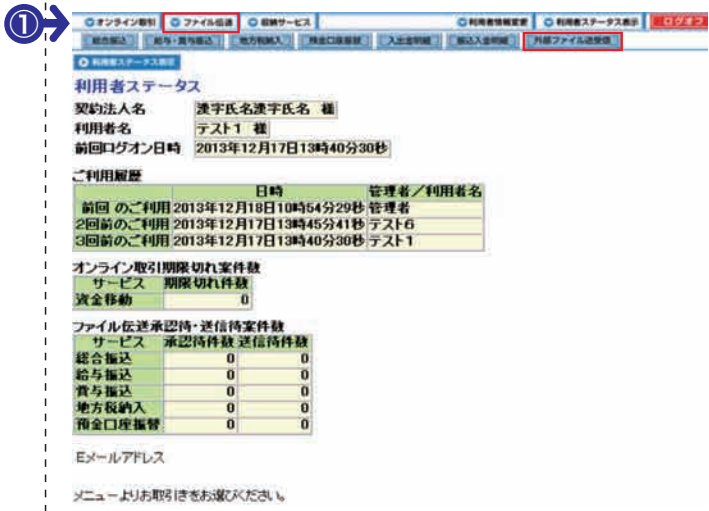 ①
オンライン取引 ファイル伝送 収納サービス 利用者情報変更 利用者ステータス表示 ログオフ
総合振込 給与・賞与振込 地方税納入 預金口座振替 入出金明細 振込入金明細 外部ファイル送受信
利用者ステータス表示
利用者ステータス
契約法人名 漢字氏名漢字氏名 様
利用者名 テスト1 様
前回ログオン日時 2013年12月17日13時40分30秒
ご利用履歴
日時 管理者/利用者名
前回 のご利用 2013年12月18日10時54分29秒 管理者
2回前のご利用 2013年12月17日13時45分41秒 テスト6
3回前のご利用 2013年12月17日13時40分30秒 テスト1
オンライン取引期限切れ案件数
サービス 期限切れ件数
資金移動 0
ファイル伝送承認待・送信待案件数
サービス 承認待件数 送信待件数
総合振込 0 0
給与振込 0 0
賞与振込 0 0
地方税納入 0 0
預金口座振替 0 0
Eメールアドレス
メニューよりお取引きをお選びください。